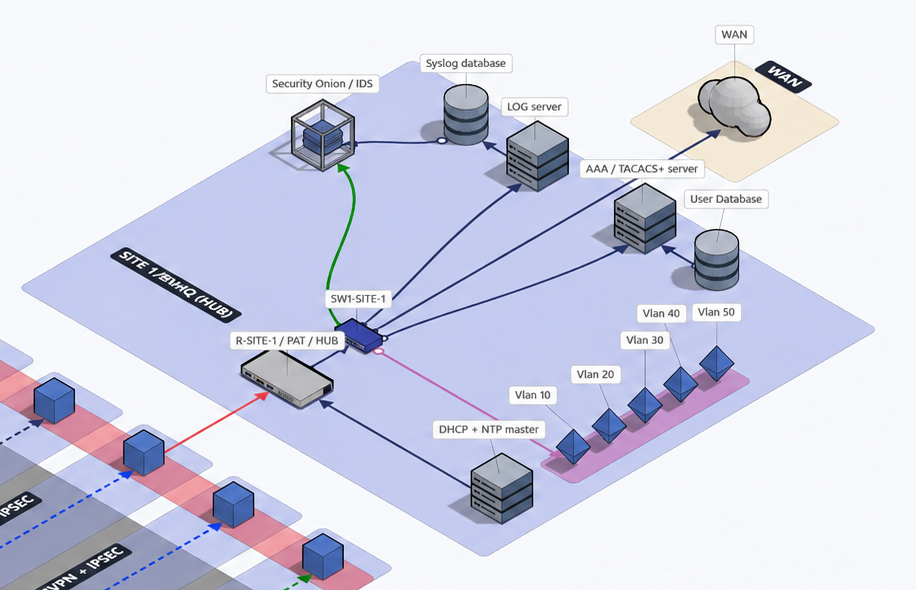 WAN
WAN
Syslog database
Security Onion / IDS
LOG server
AAA / TACACS+ server
User Database
SITE 1/ HQ (HUB)
SW1-SITE-1
Vlan 40
Vlan 50
R-SITE-1 / PAT / HUB
Vlan 30
Vlan 20
Vlan 10
DHCP + NTP master
IPSEC
VPN + IPSEC